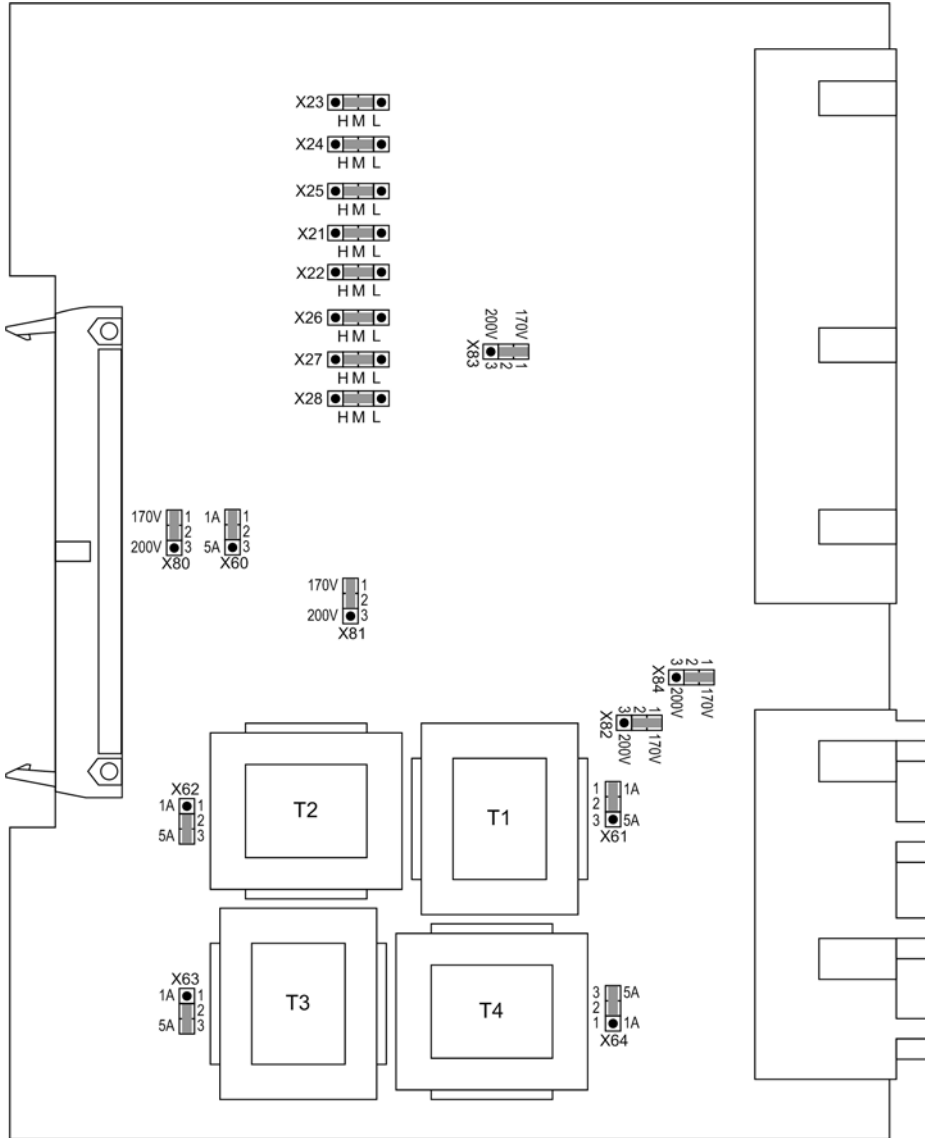 X23
H M L
X24
H M L
X25
H M L
X21
H M L
X22
H M L
X26
H M L
X27
H M L
X28
H M L
200V 170V
X83
3 2 1
170V 1
2
200V 3
X80
1A 1
2
5A 3
X60
170V 1
2
200V 3
X81
X84
3 2 1
200V 170V
X82
3 2 1
200V 170V
X62
1A 1
2
5A 3
T2
T1
1 1A
2
3 5A
X61
X63
1A 1
2
5A 3
T3
T4
3 5A
2
1 1A
X64